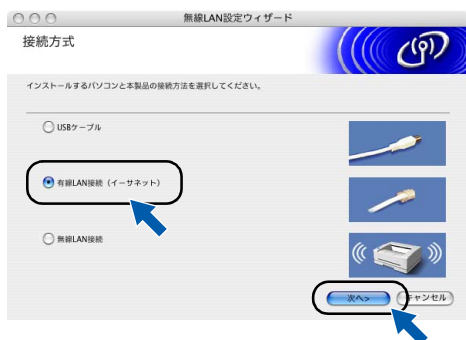 無線LAN設定ウィザード
接続方式
インストールするパソコンと本製品の接続方法を選択してください。
USBケーブル
有線LAN接続（イーサネット）
無線LAN接続
次へ>
キャンセル